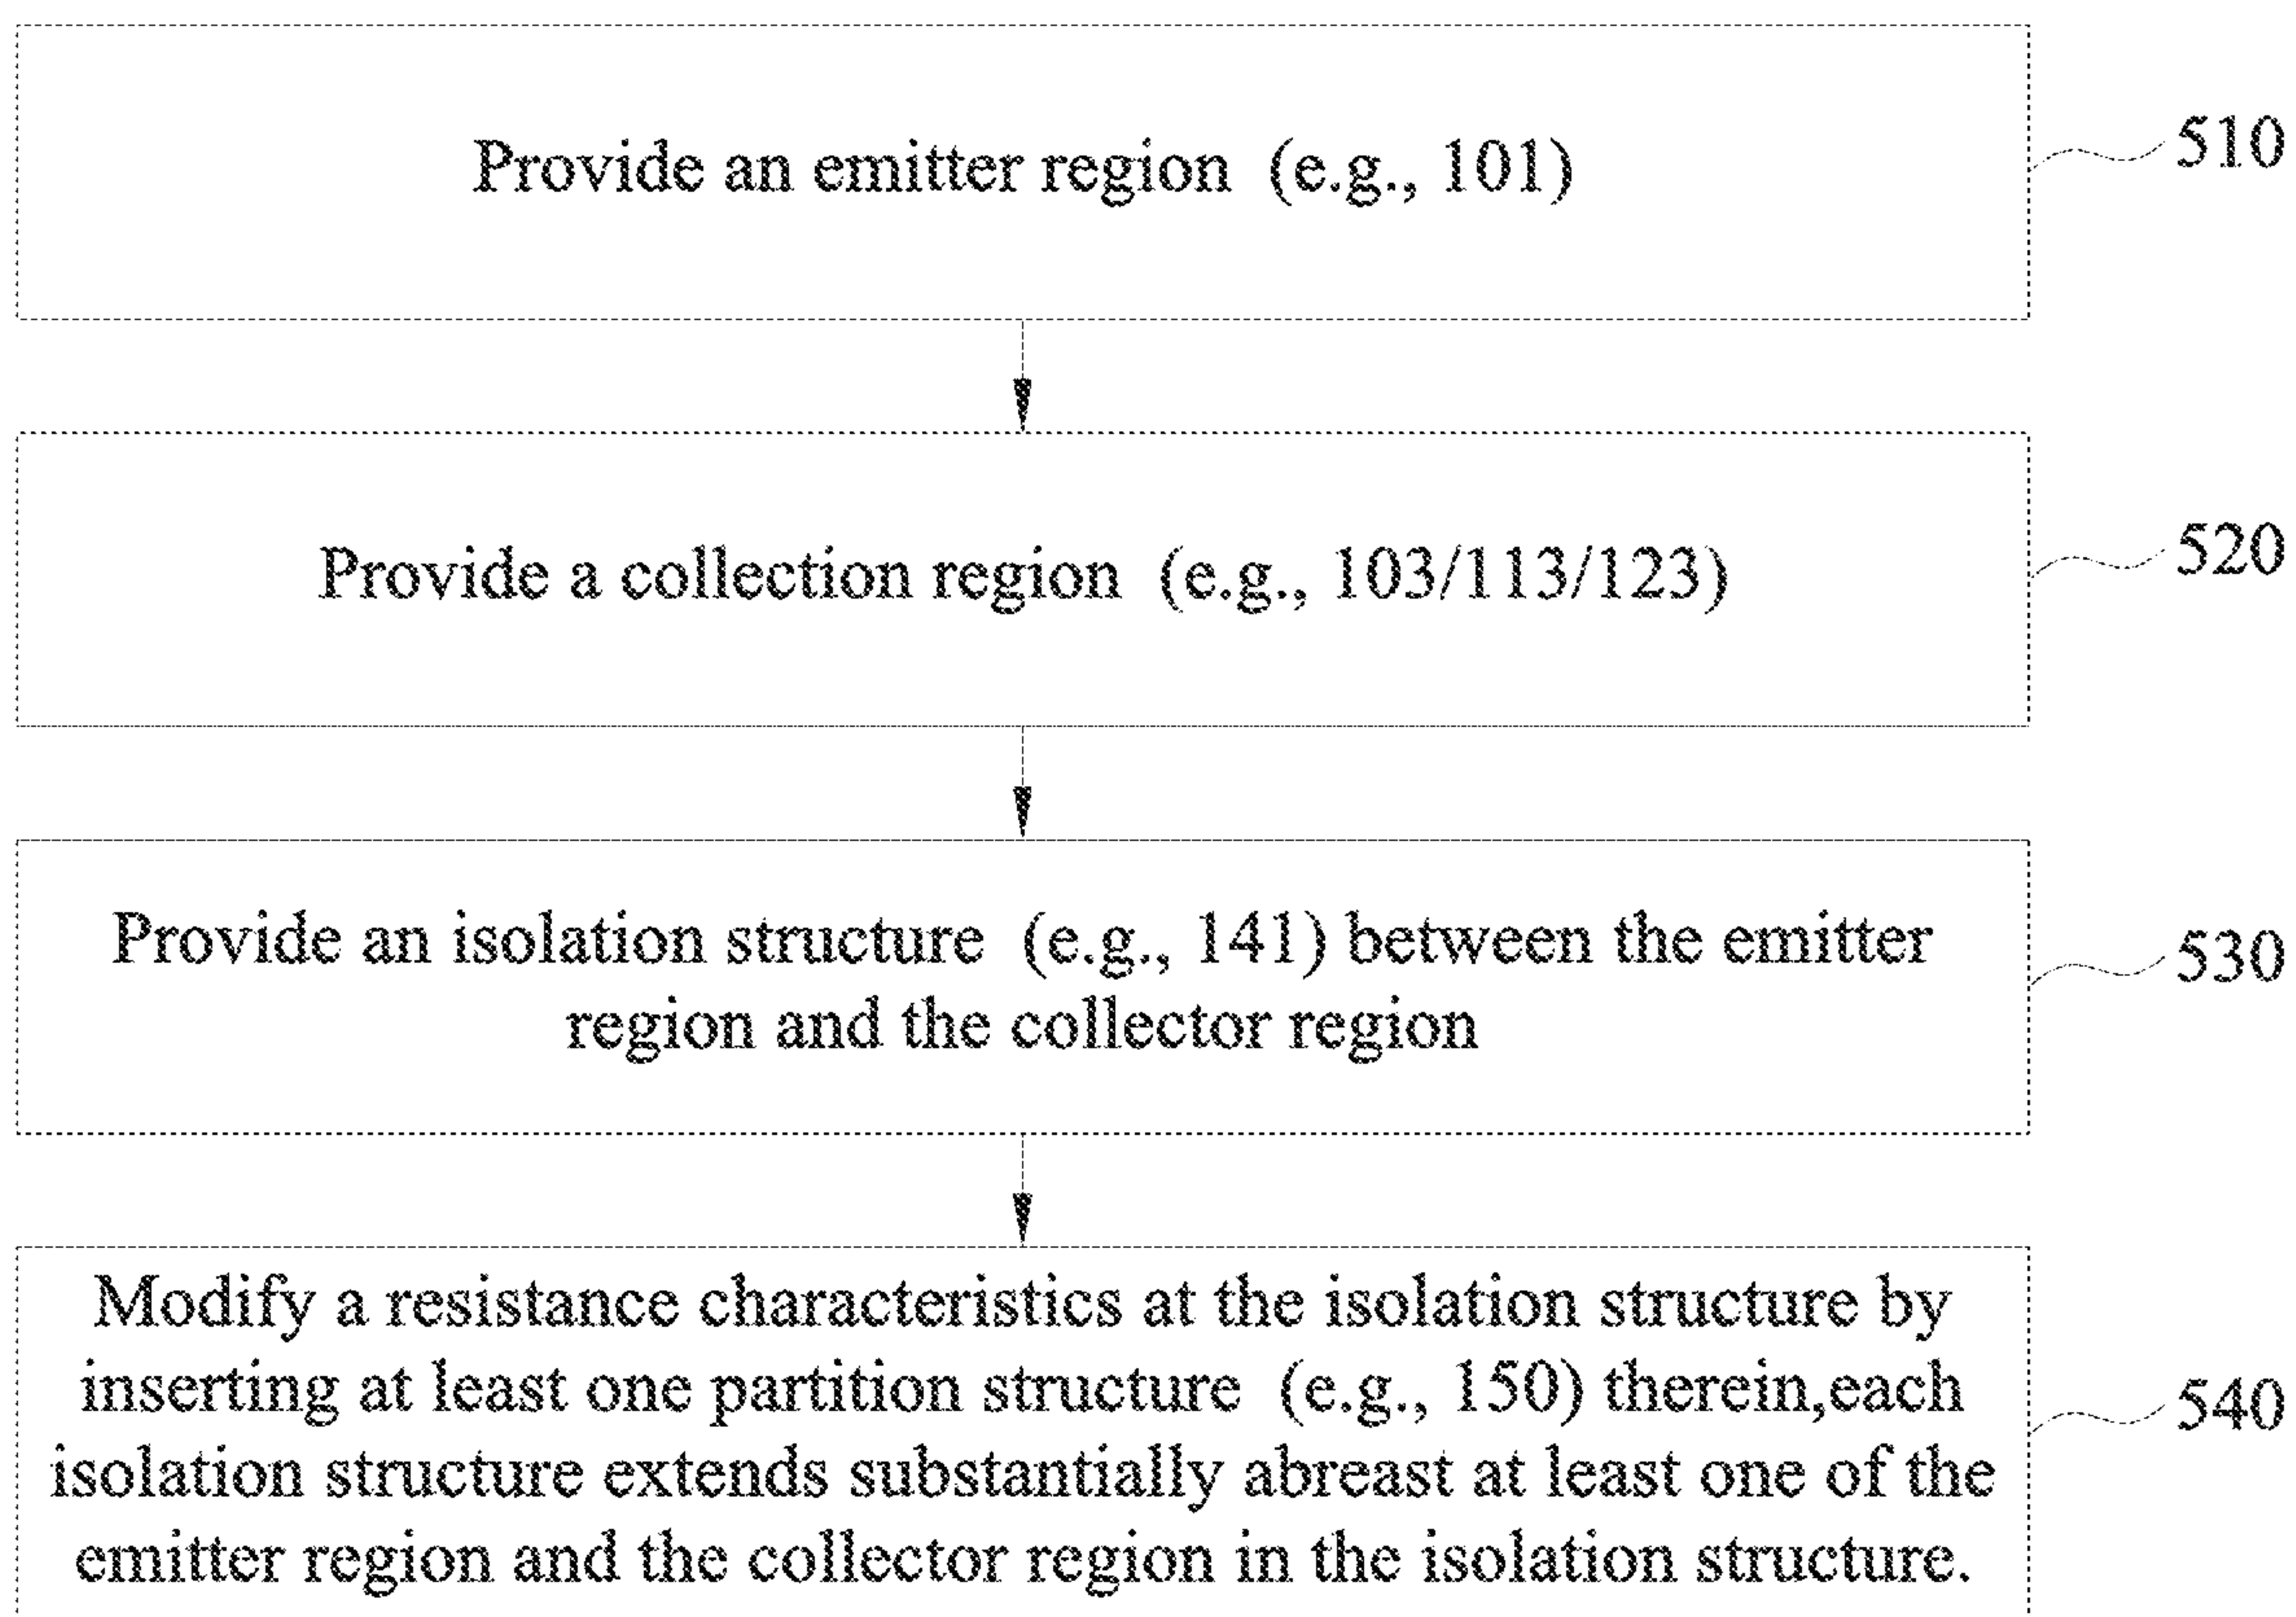 Provide an emitter region (e.g., 101)
510
Provide a collection region (e.g., 103/113/123)
520
Provide an isolation structure (e.g., 141) between the emitter
region and the collector region
530
Modify a resistance characteristics at the isolation structure by
inserting at least one partition structure (e.g., 150) therein,each
isolation structure extends substantially abreast at least one of the
emitter region and the collector region in the isolation structure.
540